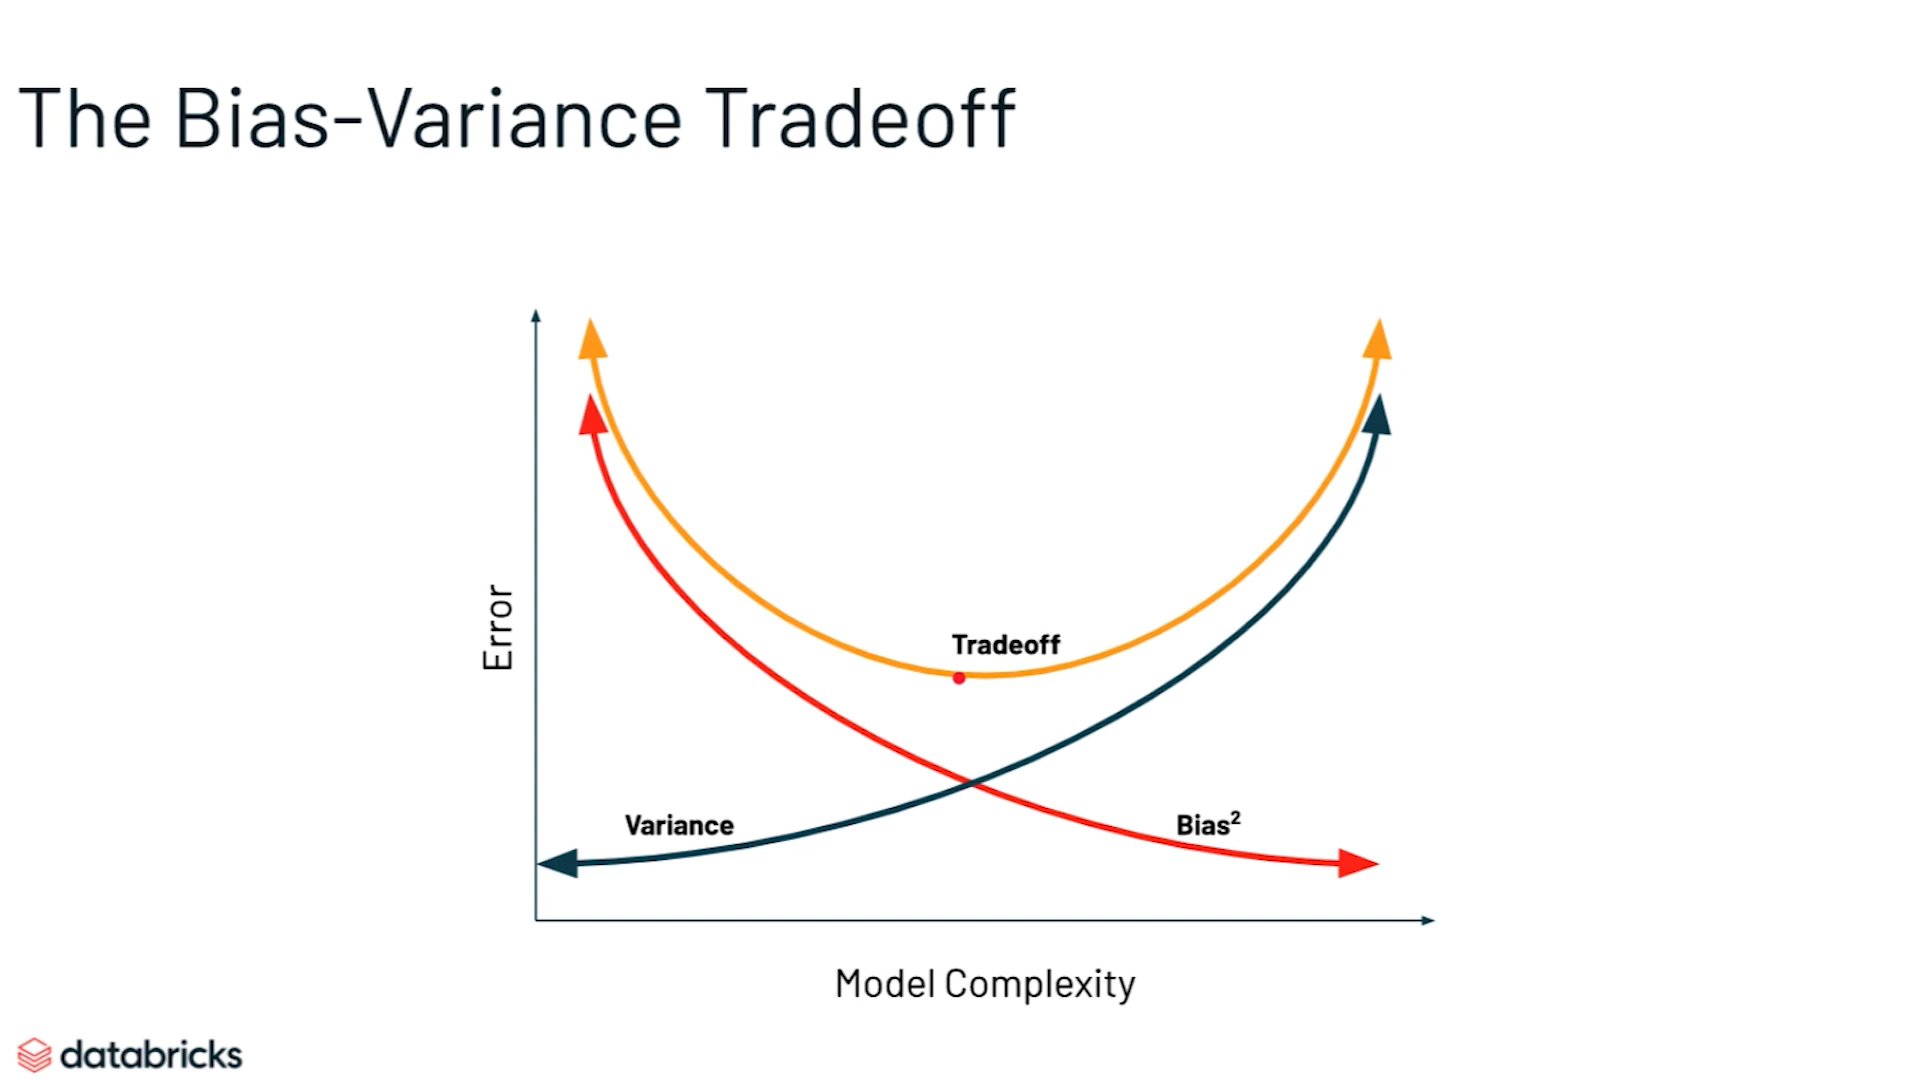 The Bias-Variance Tradeoff
Error
Tradeoff
Variance
Bias²
Model Complexity
databricks